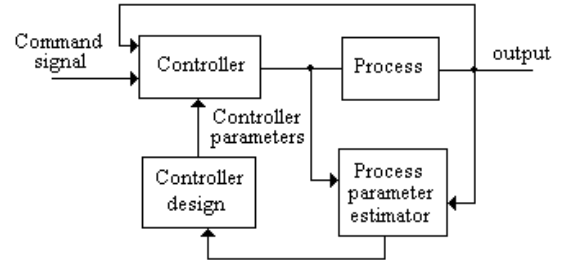 Command
signal
Controller
Process
output
Controller
parameters
Controller
design
Process
parameter
estimator